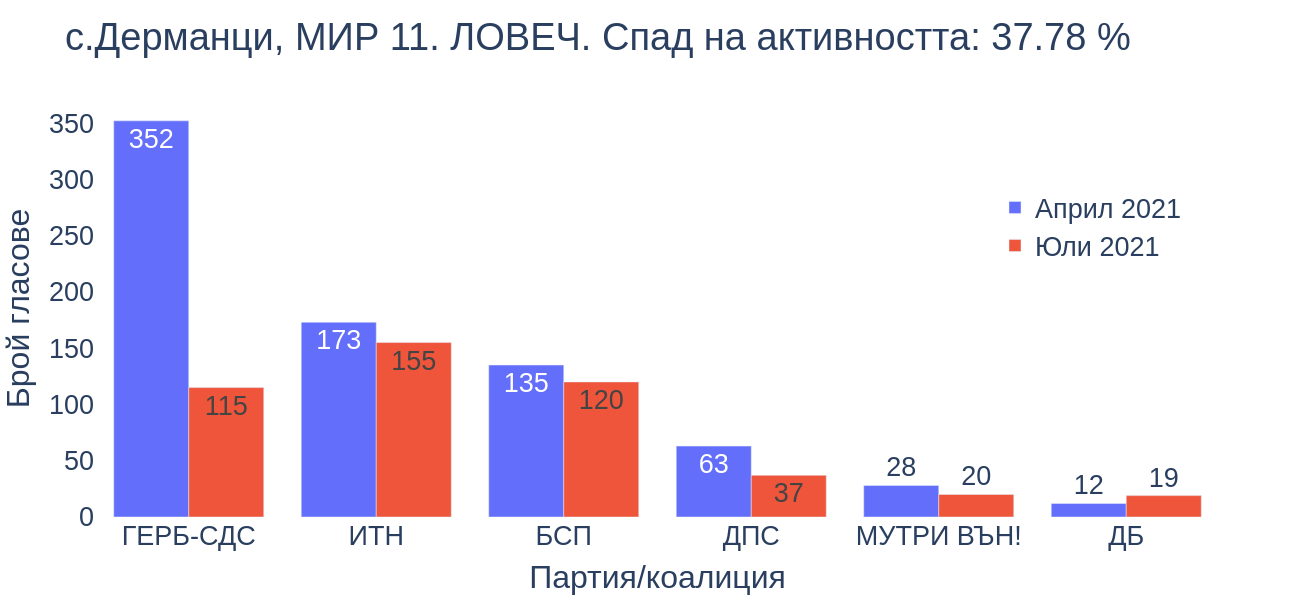 с.Дерманци, МИР 11. ЛОВЕЧ. Спад на активността: 37.78 %
Брой гласове
350
300
250
200
150
100
50
0
352
115
173
155
135
120
63
37
28
20
12
19
Април 2021
Юли 2021
ГЕРБ-СДС
ИТН
БСП
ДПС
МУТРИ ВЪН!
ДБ
Партия/коалиция